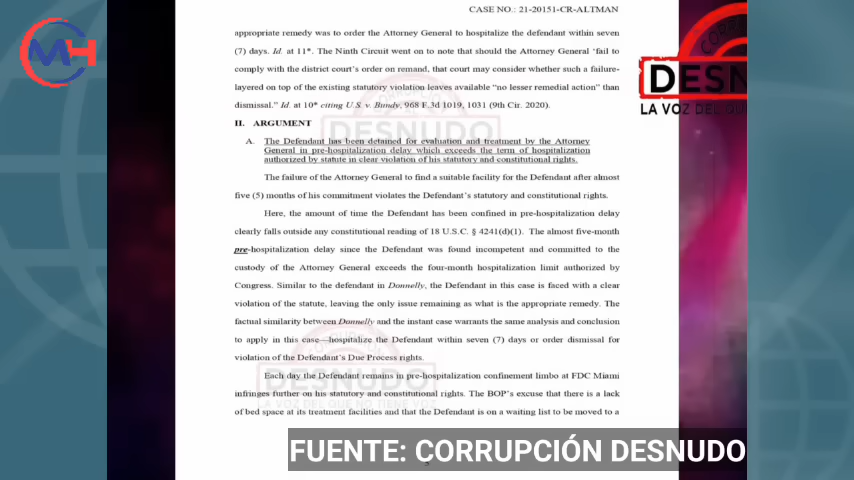 CASE NO.: 21-20151-CR-ALTMAN
MH
appropriate remedy was to order the Attorney General to hospitalize the defendant within seven
(7) days. Id. at 11*. The Ninth Circuit went on to note that should the Attorney General ‘fail to
comply with the district court’s order on remand, that court may consider whether such a failure-
layered on top of the existing statutory violation leaves available “no lesser remedial action” than
dismissal.” Id. at 10* citing U.S. v. Bundy, 968 F.3d 1019, 1031 (9th Cir. 2020).
DESNU
LA VOZ DEL QU
II. ARGUMENT
A. The Defendant has been detained for evaluation and treatment by the Attorney
General in pre-hospitalization delay which exceeds the term of hospitalization
authorized by statute in clear violation of his statutory and constitutional rights.
The failure of the Attorney General to find a suitable facility for the Defendant after almost
five (5) months of his commitment violates the Defendant’s statutory and constitutional rights.
Here, the amount of time the Defendant has been confined in pre-hospitalization delay
clearly falls outside any constitutional reading of 18 U.S.C. § 4241(d)(1). The almost five-month
pre-hospitalization delay since the Defendant was found incompetent and committed to the
custody of the Attorney General exceeds the four-month hospitalization limit authorized by
Congress. Similar to the defendant in Donnelly, the Defendant in this case is faced with a clear
violation of the statute, leaving the only issue remaining as what is the appropriate remedy. The
factual similarity between Donnelly and the instant case warrants the same analysis and conclusion
to apply in this case—hospitalize the Defendant within seven (7) days or order dismissal for
violation of the Defendant’s Due Process rights.
DESNUDO
Each day the Defendant remains in pre-hospitalization confinement limbo at FDC Miami
infringes further on his statutory and constitutional rights. The BOP’s excuse that there is a lack
of bed space at its treatment facilities and that the Defendant is on a waiting list to be moved to a
FUENTE: CORRUPCIÓN DESNUDO